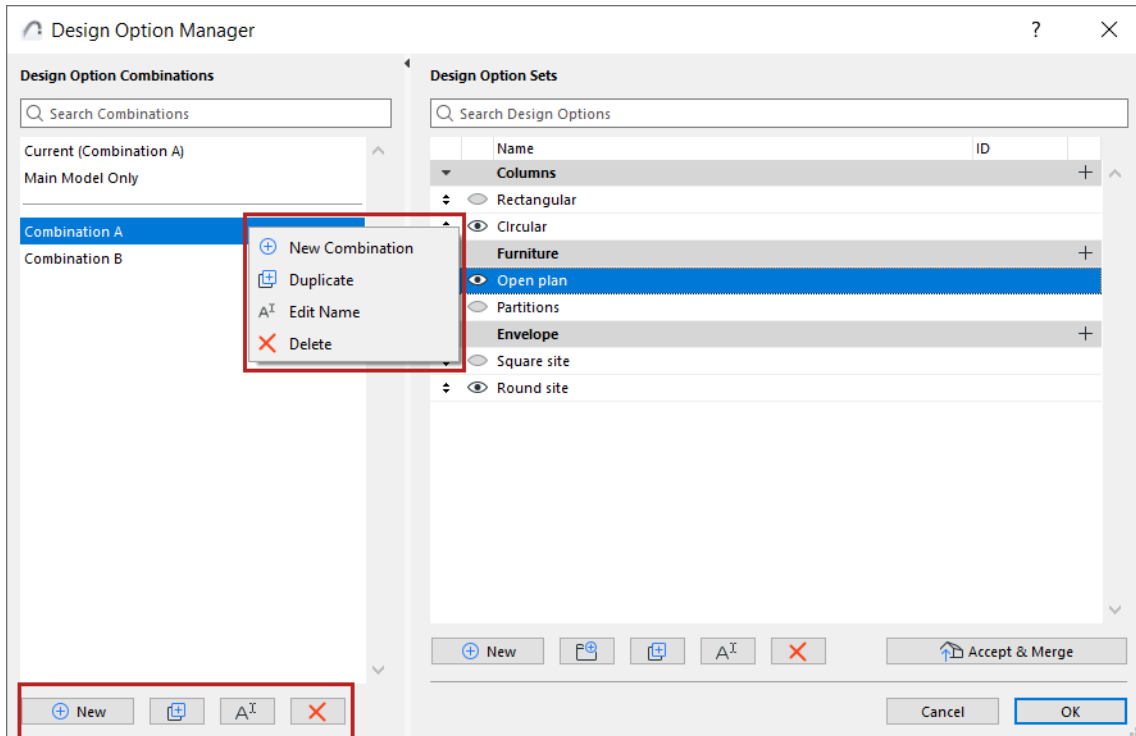 Design Option Manager
?
Design Option Combinations
Search Combinations
Current (Combination A)
Main Model Only
Combination A
Combination B
New Combination
Duplicate
Edit Name
Delete
New
Design Option Sets
Search Design Options
Name ID
Columns
Rectangular
CIrcular
Furniture
Open plan
Partitions
Envelope
Square site
Round site
New
Accept & Merge
Cancel OK